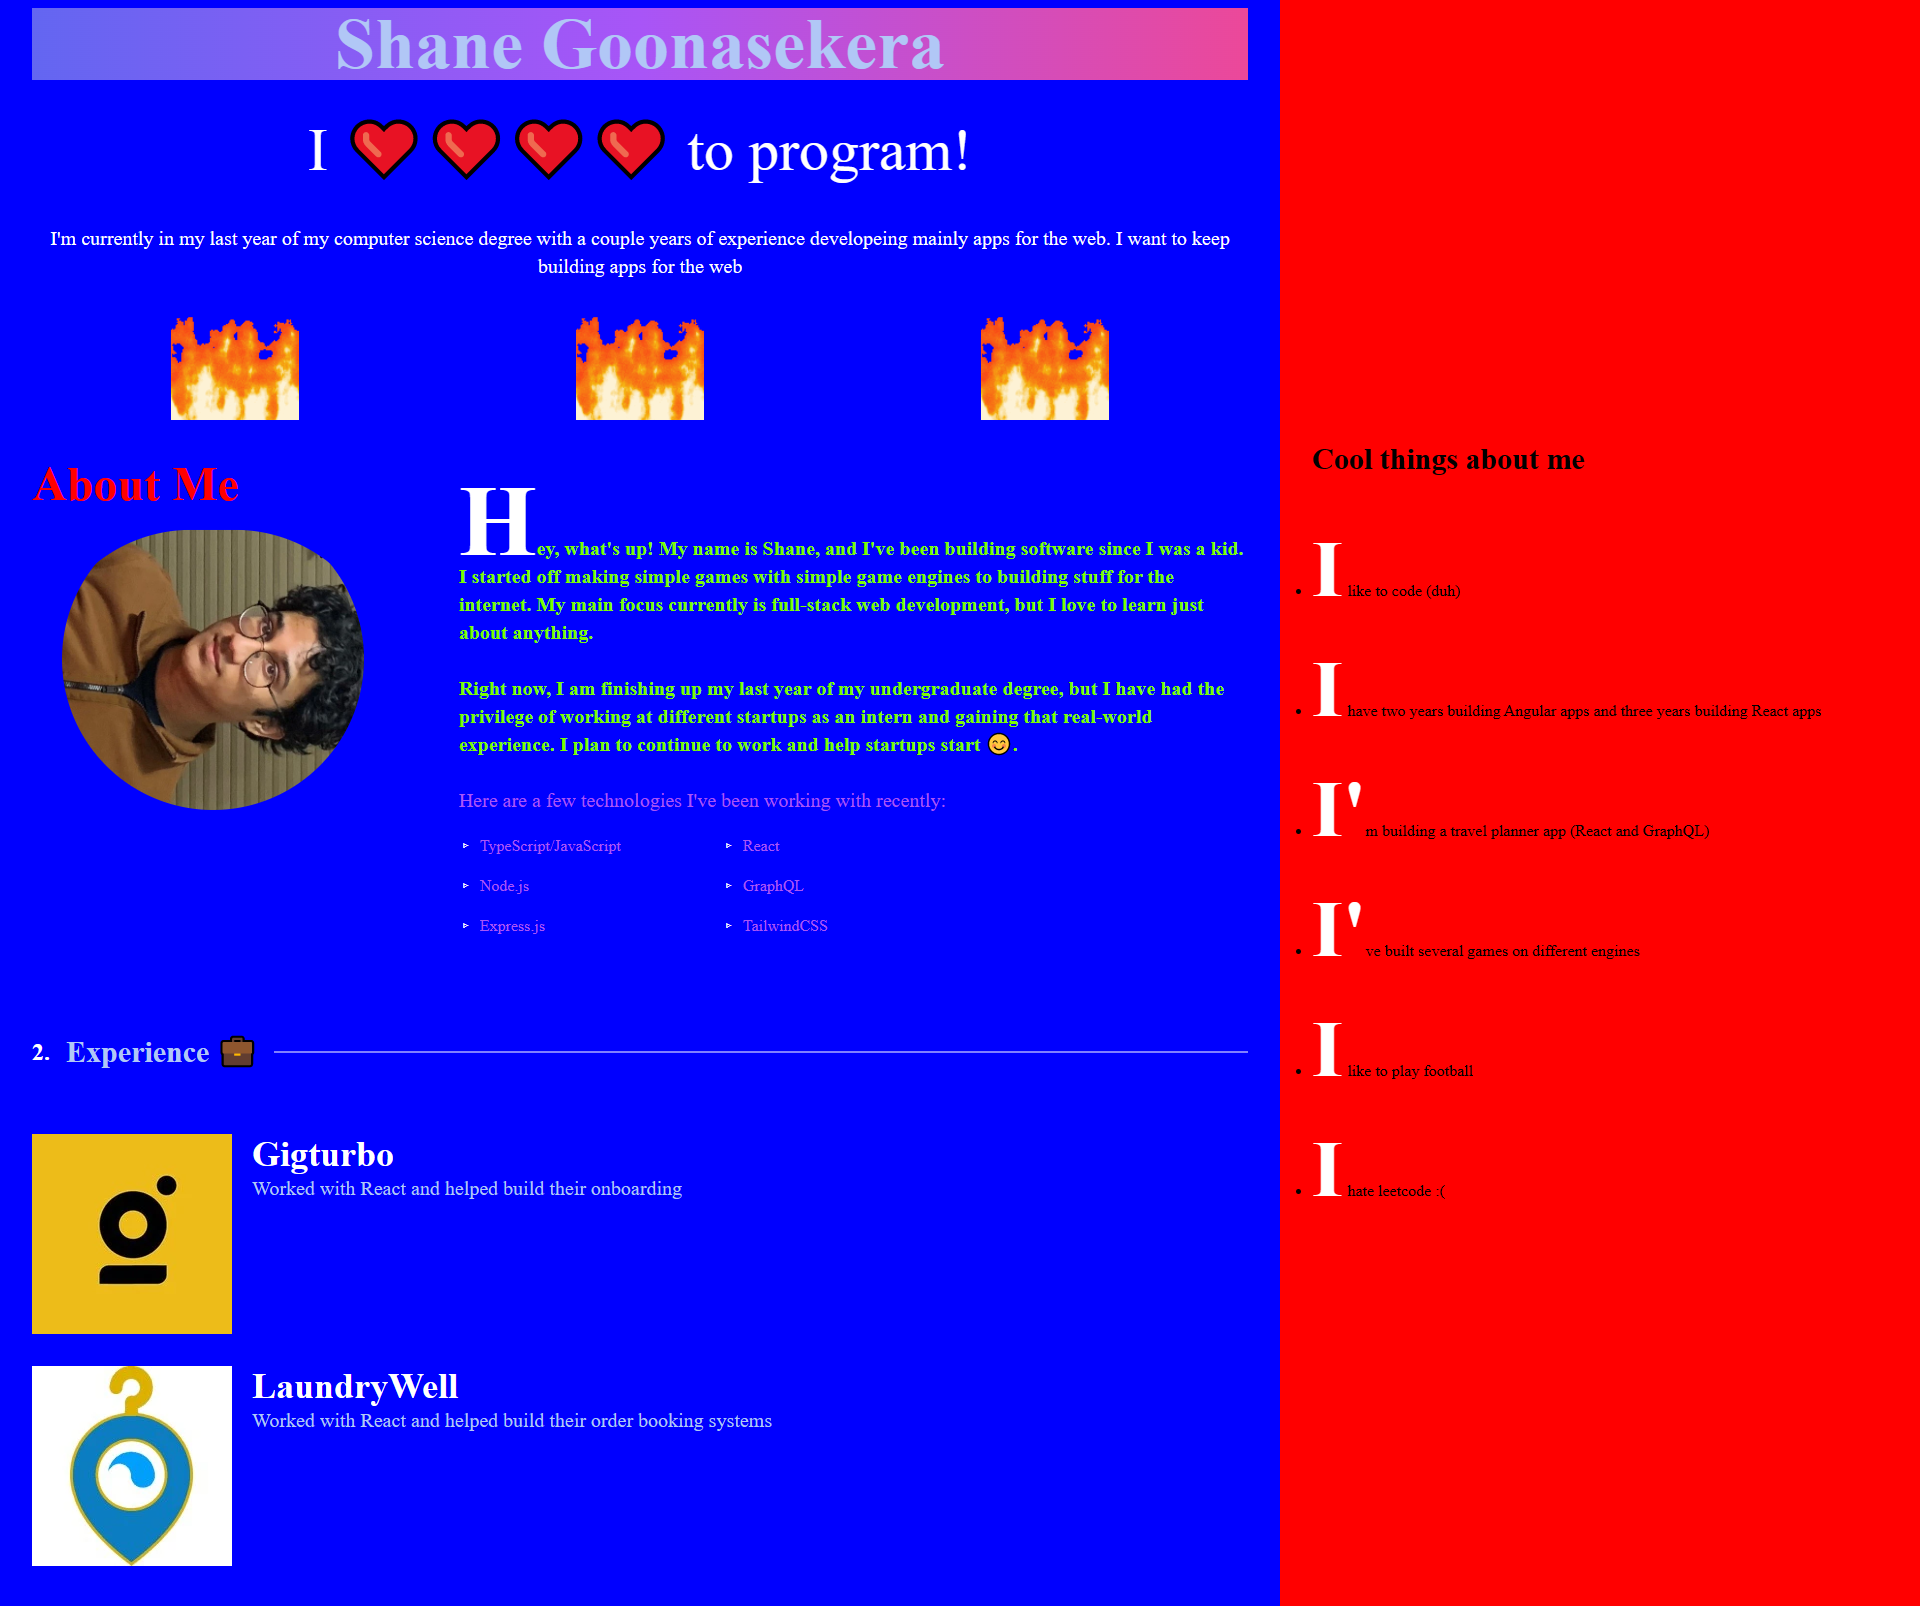 Shane Goonasekera
I ❤️❤️❤️❤️ to program!
I'm currently in my last year of my computer science degree with a couple years of experience developeing mainly apps for the web. I want to keep
building apps for the web
About Me
Hey, what's up! My name is Shane, and I've been building software since I was a kid.
I started off making simple games with simple game engines to building stuff for the
internet. My main focus currently is full-stack web development, but I love to learn just
about anything.
Right now, I am finishing up my last year of my undergraduate degree, but I have had the
privilege of working at different startups as an intern and gaining that real-world
experience. I plan to continue to work and help startups start 😊.
Here are a few technologies I've been working with recently:
TypeScript/JavaScript
React
Node.js
GraphQL
Express.js
TailwindCSS
2. Experience 💼
Gigturbo
Worked with React and helped build their onboarding
LaundryWell
Worked with React and helped build their order booking systems
Cool things about me
I like to code (duh)
I have two years building Angular apps and three years building React apps
I'm building a travel planner app (React and GraphQL)
I've built several games on different engines
I like to play football
I hate leetcode :(